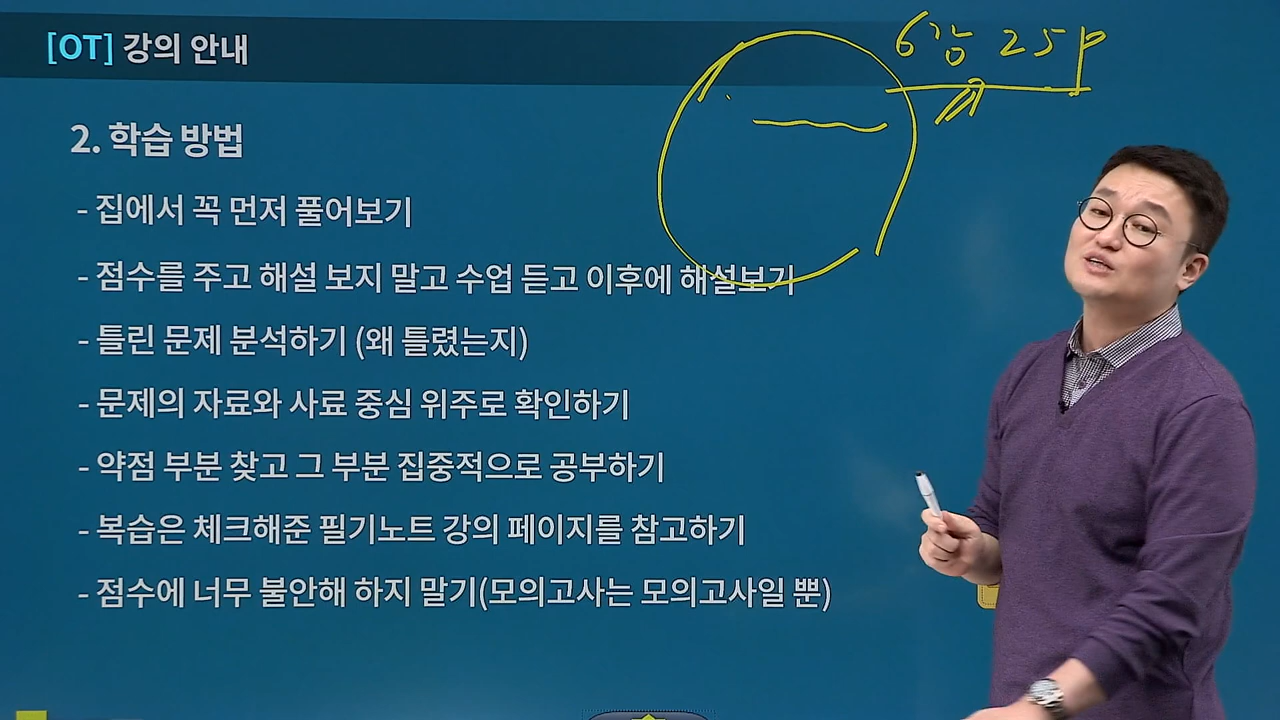 [OT] 강의 안내
6강 25p
2. 학습 방법
- 집에서 꼭 먼저 풀어보기
- 점수를 주고 해설 보지 말고 수업 듣고 이후에 해설보기
- 틀린 문제 분석하기 (왜 틀렸는지)
- 문제의 자료와 사료 중심 위주로 확인하기
- 약점 부분 찾고 그 부분 집중적으로 공부하기
- 복습은 체크해준 필기노트 강의 페이지를 참고하기
- 점수에 너무 불안해 하지 말기(모의고사는 모의고사일 뿐)